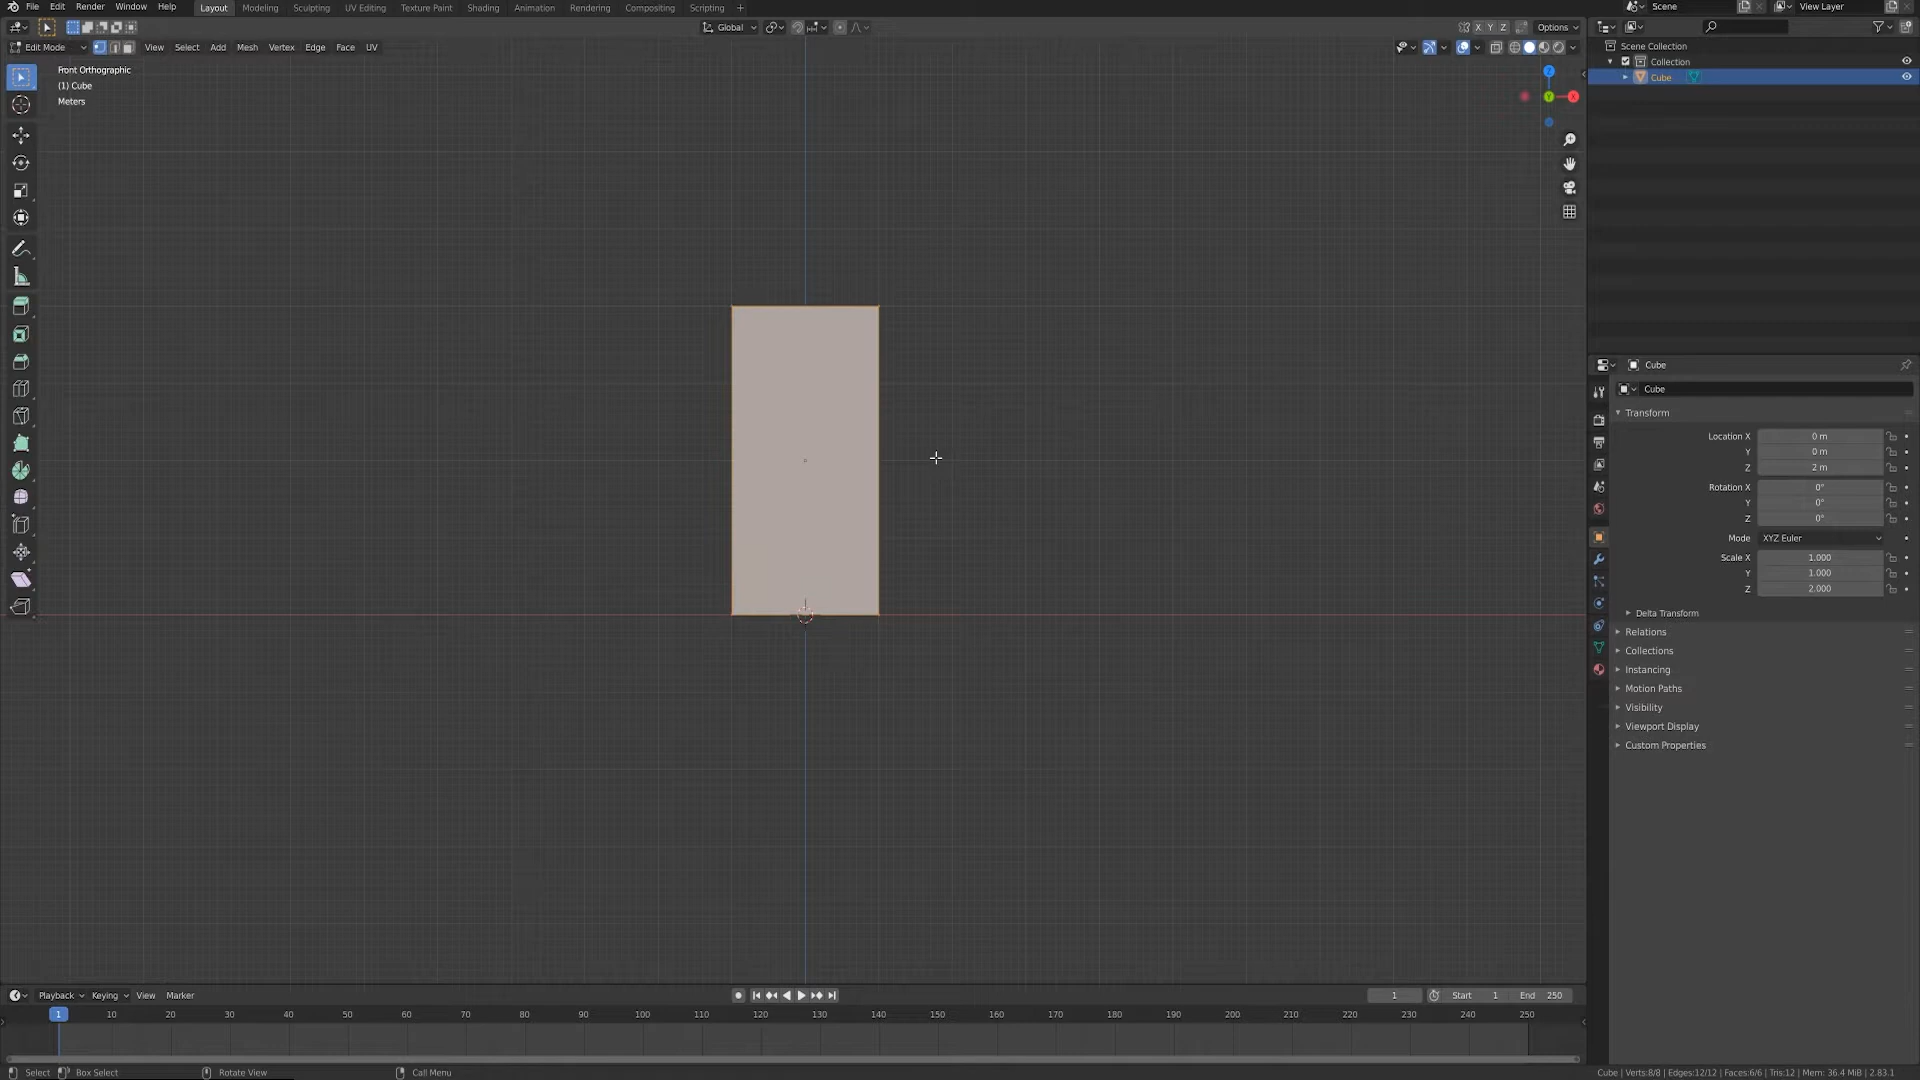 File Edit Render Window Help Layout Modeling Sculpting UV Editing Texture Paint Shading Animation Rendering Compositing Scripting + Scene View Layer
Global X Y Z Options
Edit Mode View Select Add Mesh Vertex Edge Face UV
Scene Collection
Collection
Cube
Front Orthographic
(1) Cube
Meters
Z
Y
X
Cube
Cube
Transform
Location X 0 m
Y 0 m
Z 2 m
Rotation X 0°
Y 0°
Z 0°
Mode XYZ Euler
Scale X 1.000
Y 1.000
Z 2.000
Delta Transform
Relations
Collections
Instancing
Motion Paths
Visibility
Viewport Display
Custom Properties
Playback Keying View Marker 1 Start 1 End 250
1 10 20 30 40 50 60 70 80 90 100 110 120 130 140 150 160 170 180 190 200 210 220 230 240 250
Select Box Select Rotate View Call Menu Cube | Verts:8/8 | Edges:12/12 | Faces:6/6 | Tris:12 | Mem: 36.4 MiB | 2.83.1